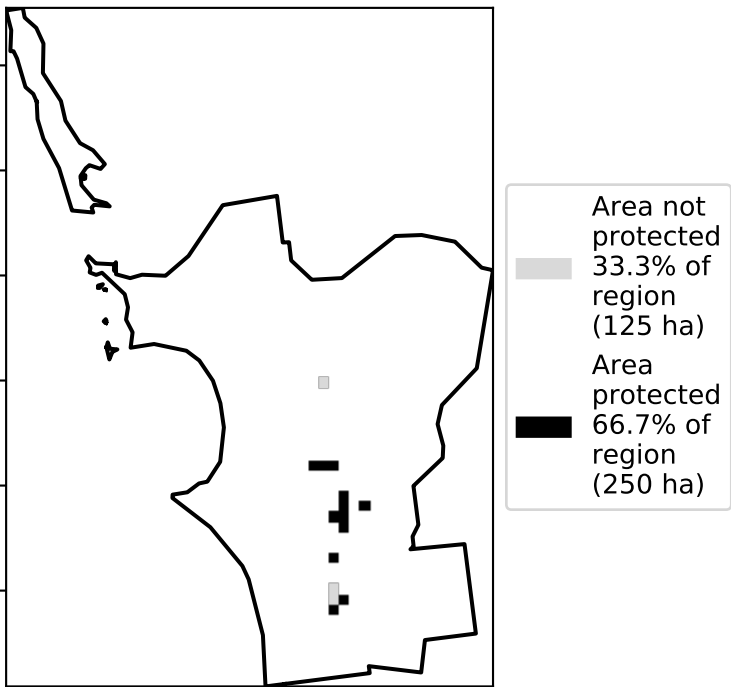 Area not
protected
33.3% of
region
(125 ha)
Area
protected
66.7% of
region
(250 ha)